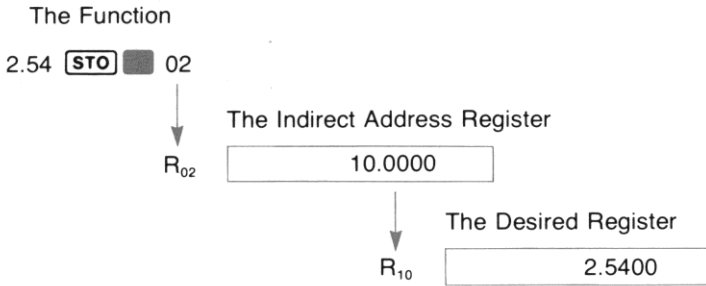 The Function
2.54 STO 02
The Indirect Address Register
R₀₂ 10.0000
The Desired Register
R₁₀ 2.5400